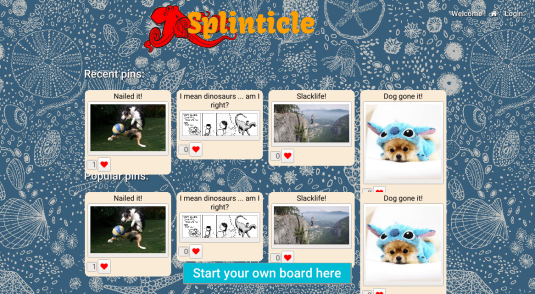 Splinticle
Welcome! Login
Recent pins:
Nailed it!
I mean dinosaurs ... am I
right?
Slacklife!
Dog gone it!
1
0
0
Popular pins:
Nailed it!
I mean dinosaurs ... am I
right?
Slacklife!
Dog gone it!
1
0
0
Start your own board here